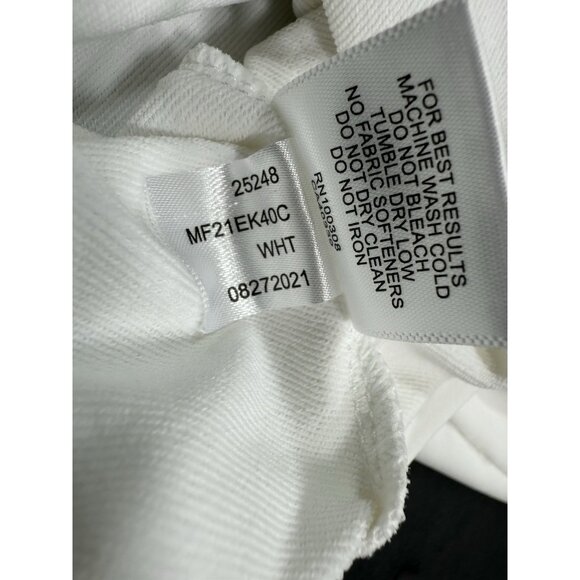 25248
MF21EK40C
WHT
08272021
RN100308
FOR BEST RESULTS
MACHINE WASH COLD
DO NOT BLEACH
TUMBLE DRY LOW
NO FABRIC SOFTENERS
DO NOT DRY CLEAN
DO NOT IRON